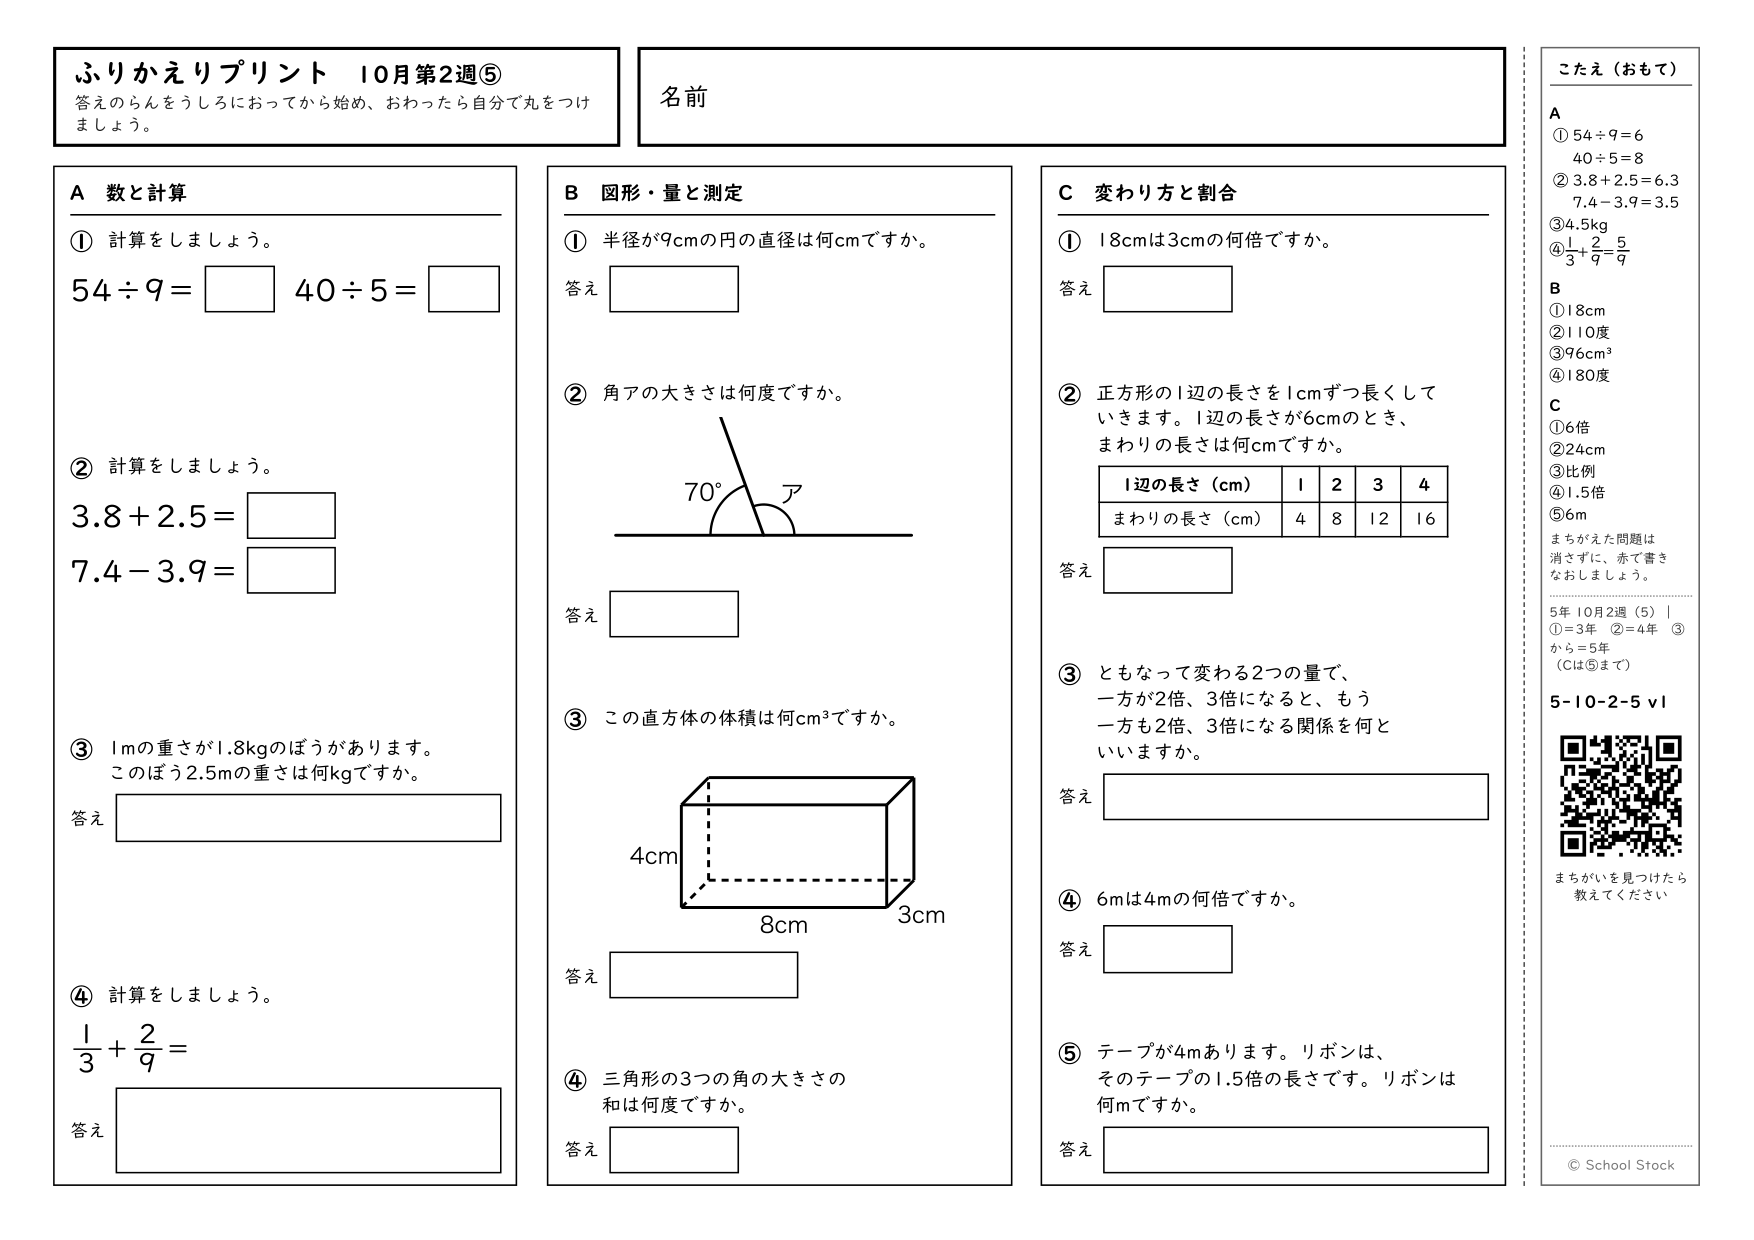 ふりかえりプリント　10月第2週⑤
答えのらんをうしろにおってから始め、おわったら自分で丸をつけ
ましょう。
名前
A　数と計算
① 計算をしましょう。
54÷9＝ 40÷5＝
② 計算をしましょう。
3.8＋2.5＝
7.4－3.9＝
③ 1mの重さが1.8kgのぼうがあります。
このぼう2.5mの重さは何kgですか。
答え
④ 計算をしましょう。
1/3 + 2/9 =
答え
B　図形・量と測定
① 半径が9cmの円の直径は何cmですか。
答え
② 角アの大きさは何度ですか。
70° ア
答え
③ この直方体の体積は何cm³ですか。
4cm
8cm
3cm
答え
④ 三角形の3つの角の大きさの
和は何度ですか。
答え
C　変わり方と割合
① 18cmは3cmの何倍ですか。
答え
② 正方形の1辺の長さを1cmずつ長くして
いきます。1辺の長さが6cmのとき、
まわりの長さは何cmですか。
1辺の長さ（cm） 1 2 3 4
まわりの長さ（cm） 4 8 12 16
答え
③ ともなって変わる2つの量で、
一方が2倍、3倍になると、もう
一方も2倍、3倍になる関係を何と
いいますか。
答え
④ 6mは4mの何倍ですか。
答え
⑤ テープが4mあります。リボンは、
そのテープの1.5倍の長さです。リボンは
何mですか。
答え
こたえ（おもて）
A
① 54÷9＝6
40÷5＝8
② 3.8＋2.5＝6.3
7.4－3.9＝3.5
③4.5kg
④1/3+2/9=5/9
B
①18cm
②110度
③96cm³
④180度
C
①6倍
②24cm
③比例
④1.5倍
⑤6m
まちがえた問題は
消さずに、赤で書き
なおしましょう。
5年 10月2週（5）｜
①＝3年　②＝4年　③
から＝5年
（Cは⑤まで）
5-10-2-5 v1
まちがいを見つけたら
教えてください
© School Stock